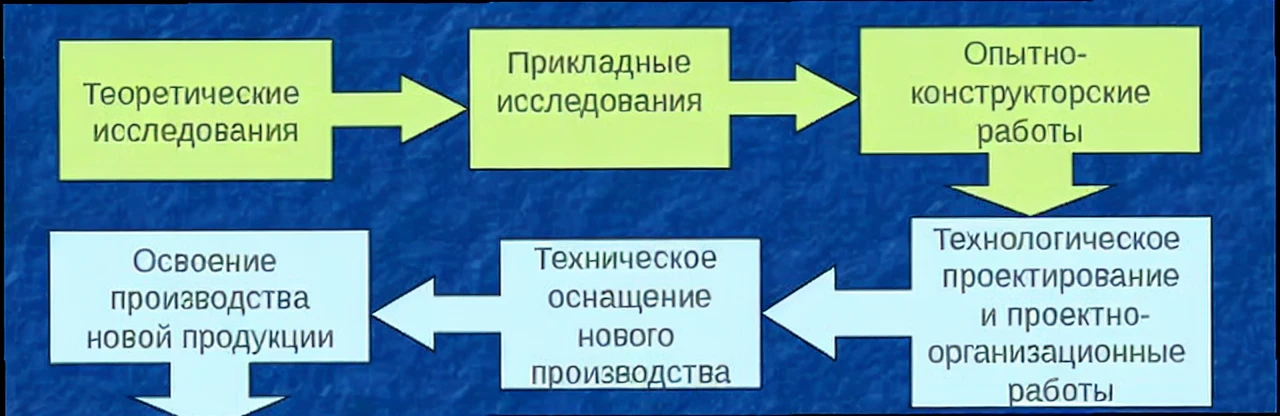 Теоретические
исследования
Прикладные
исследования
Опытно-
конструкторские
работы
Технологическое
проектирование
и проектно-
организационные
работы
Техническое
оснащение
нового
производства
Освоение
производства
новой продукции